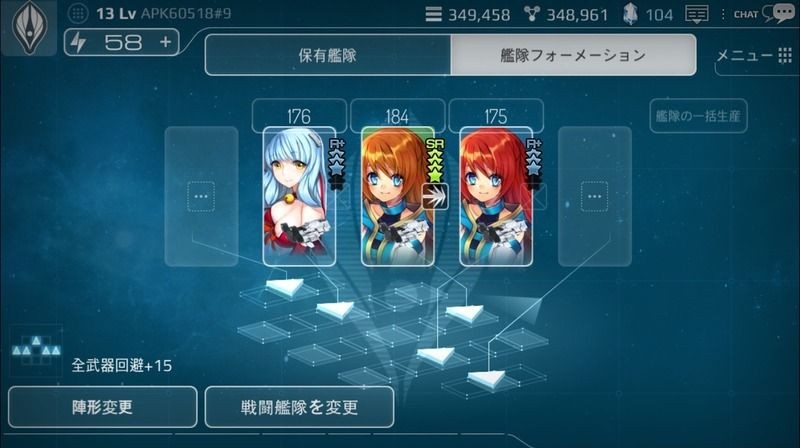 13 Lv APK60518#9
349,458
348,961
104
CHAT
58 +
保有艦隊
艦隊フォーメーション
メニュー
176
184
175
艦隊の一括生産
R+
SR
R+
全武器回避+15
陣形変更
戦闘艦隊を変更